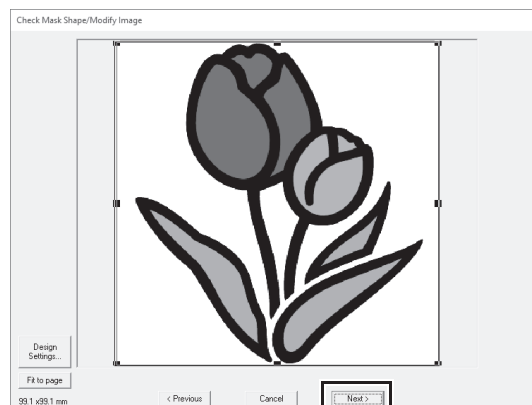 Check Mask Shape/Modify Image
Design
Settings...
Fit to page
99.1 x99.1 mm
< Previous
Cancel
Next >